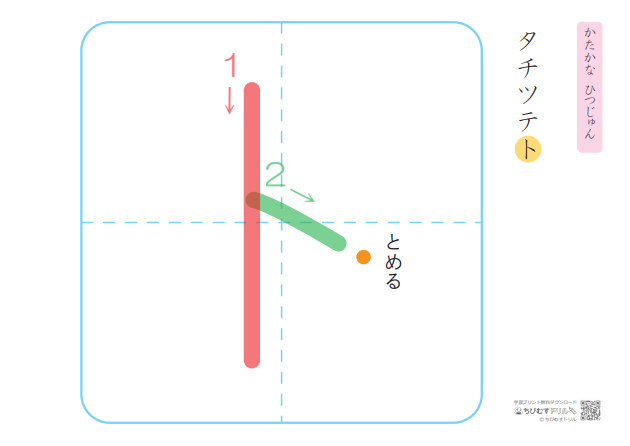 かたかな ひつじゅん
タチツテト
1
2
とめる
学習プリント無料ダウンロード
ちびむすドリル
© ちびむすドリル